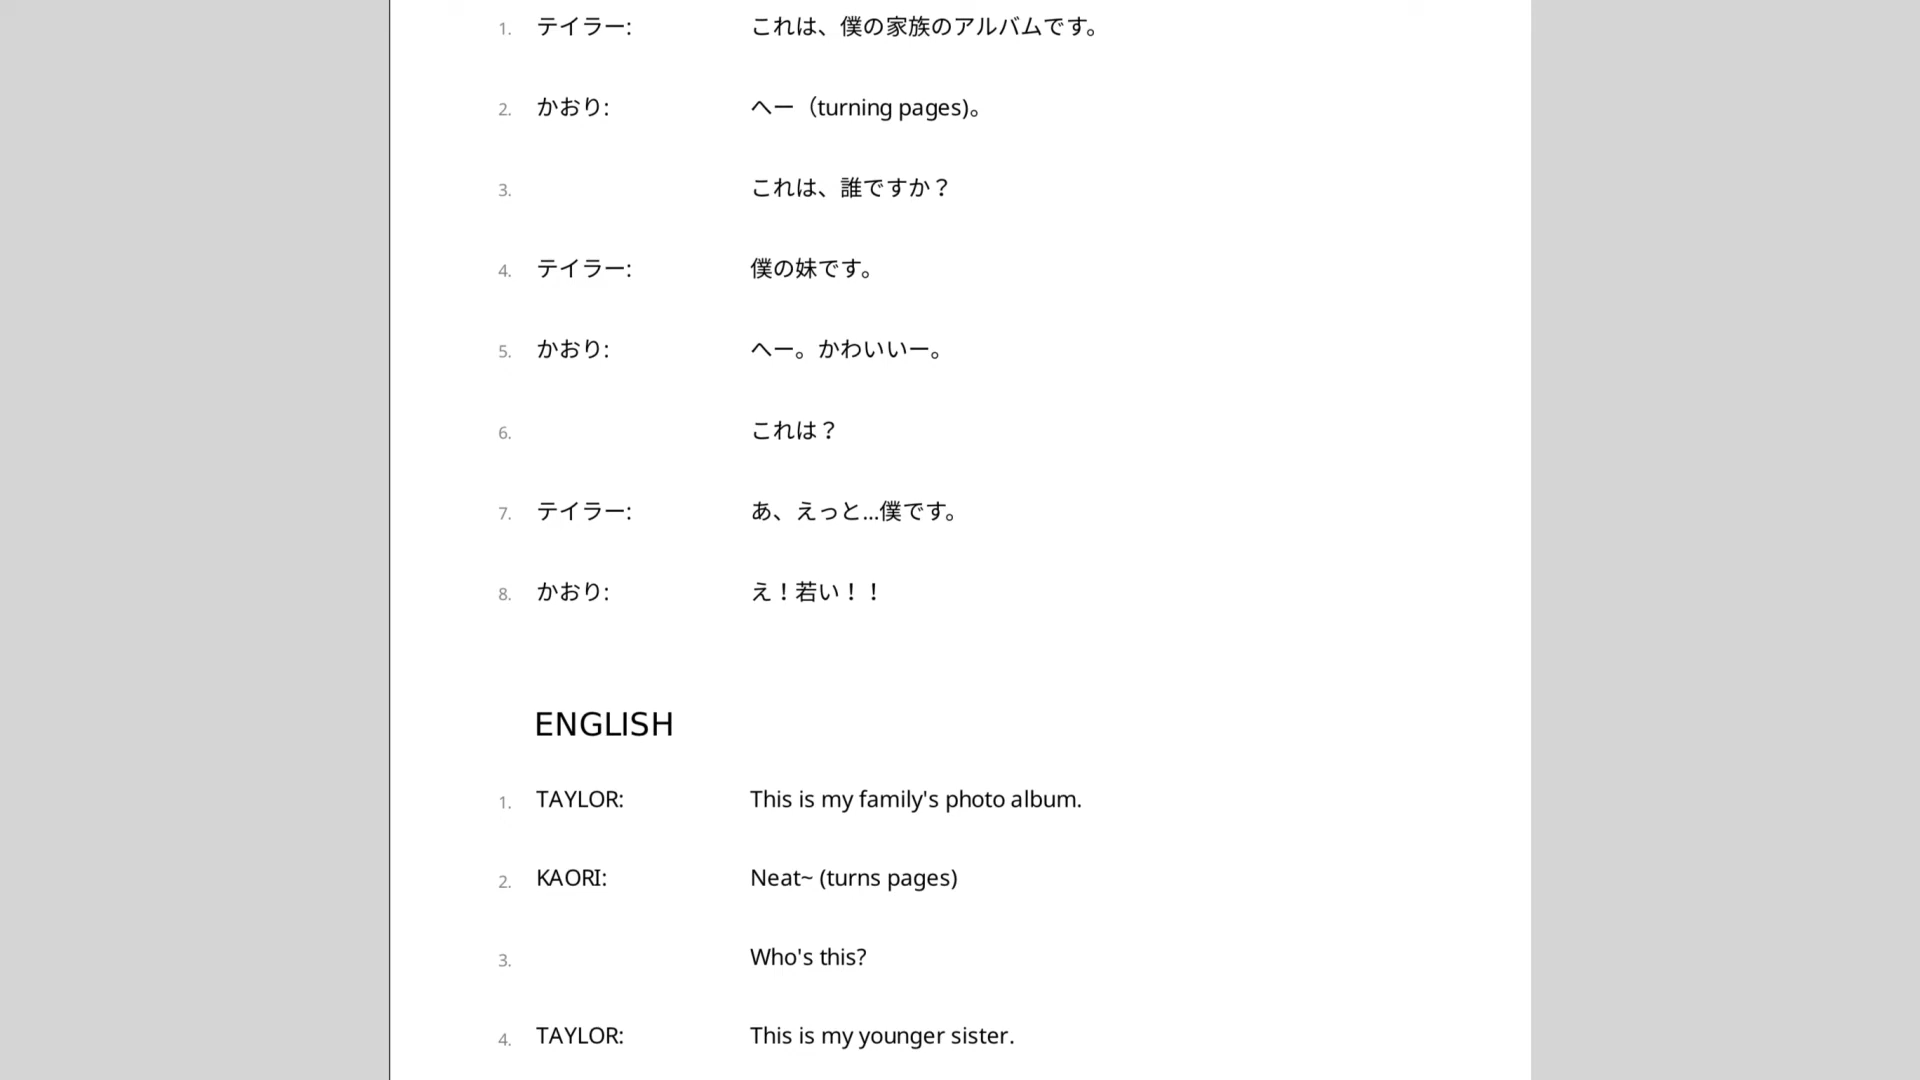 1. テイラー: これは、僕の家族のアルバムです。
2. かおり: へー（turning pages)。
3. これは、誰ですか？
4. テイラー: 僕の妹です。
5. かおり: へー。かわいいー。
6. これは？
7. テイラー: あ、えっと...僕です。
8. かおり: え！若い！！
ENGLISH
1. TAYLOR: This is my family's photo album.
2. KAORI: Neat~ (turns pages)
3. Who's this?
4. TAYLOR: This is my younger sister.